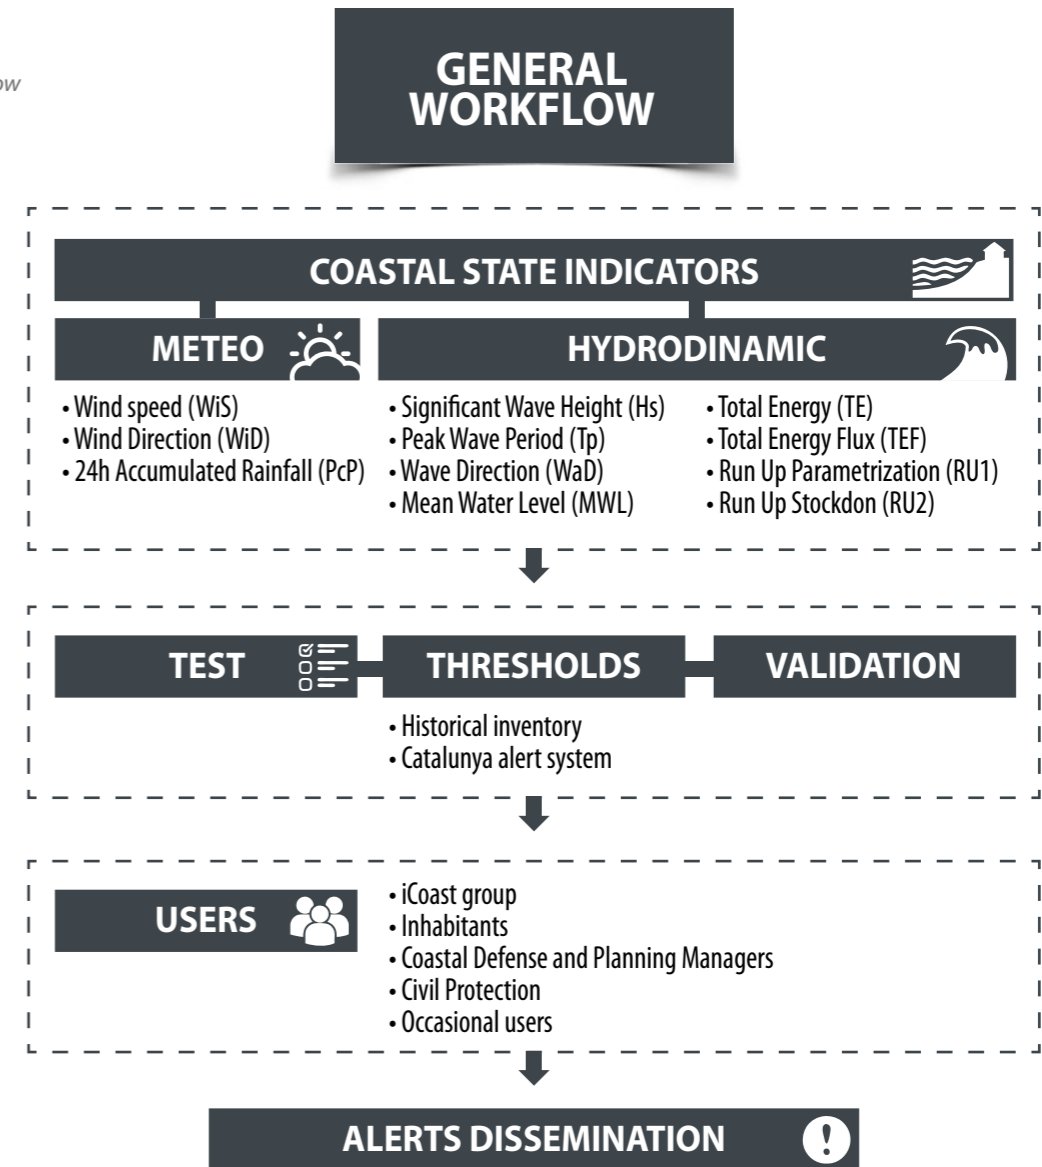 ow
GENERAL
WORKFLOW
COASTAL STATE INDICATORS
METEO
• Wind speed (WiS)
• Wind Direction (WiD)
• 24h Accumulated Rainfall (PcP)
HYDRODINAMIC
• Significant Wave Height (Hs)
• Peak Wave Period (Tp)
• Wave Direction (WaD)
• Mean Water Level (MWL)
• Total Energy (TE)
• Total Energy Flux (TEF)
• Run Up Parametrization (RU1)
• Run Up Stockdon (RU2)
TEST
THRESHOLDS
• Historical inventory
• Catalunya alert system
VALIDATION
USERS
• iCoast group
• Inhabitants
• Coastal Defense and Planning Managers
• Civil Protection
• Occasional users
ALERTS DISSEMINATION
!